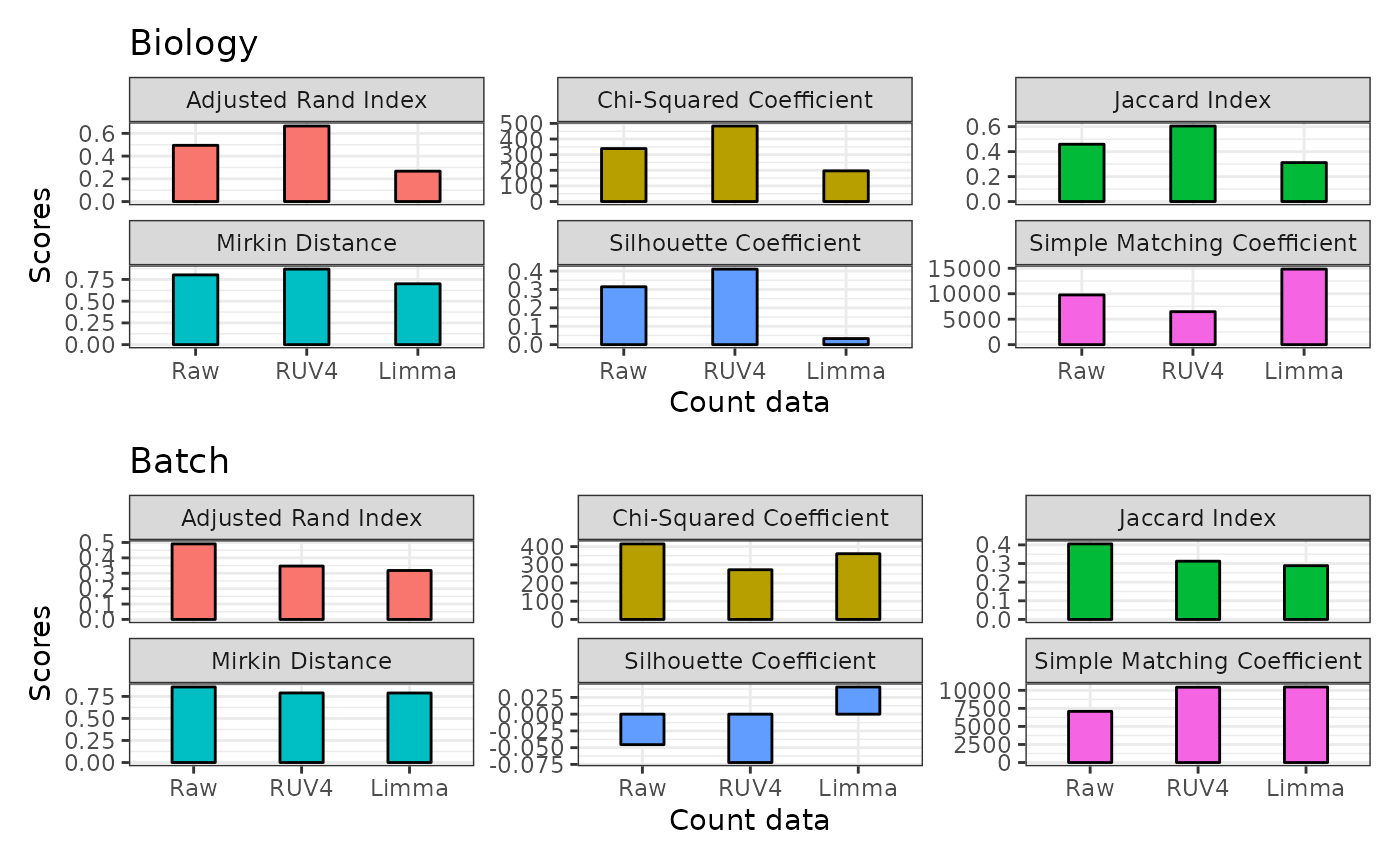 Biology
Adjusted Rand Index Chi-Squared Coefficient Jaccard Index
0.6 0.4 0.2 0.0
500 400 300 200 100 0
0.6 0.4 0.2 0.0
Scores
Mirkin Distance Silhouette Coefficient Simple Matching Coefficient
0.75 0.50 0.25 0.00
0.4 0.3 0.2 0.1 0.0
15000 10000 5000 0
Raw RUV4 Limma Raw RUV4 Limma Raw RUV4 Limma
Count data
Batch
Adjusted Rand Index Chi-Squared Coefficient Jaccard Index
0.5 0.4 0.3 0.2 0.1 0.0
400 300 200 100 0
0.4 0.3 0.2 0.1 0.0
Scores
Mirkin Distance Silhouette Coefficient Simple Matching Coefficient
0.75 0.50 0.25 0.00
0.025 0.000 -0.025 -0.050 -0.075
10000 7500 5000 2500 0
Raw RUV4 Limma Raw RUV4 Limma Raw RUV4 Limma
Count data